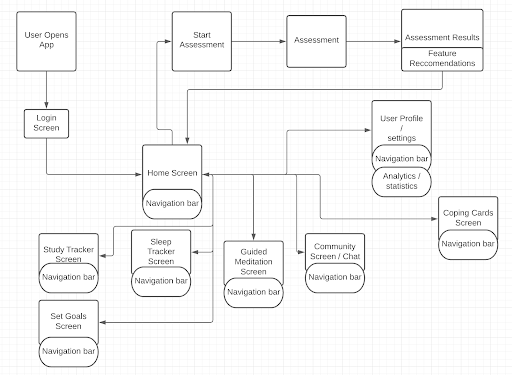 User Opens
App
Start
Assessment
Assessment
Assessment Results
Feature
Reccomendations
Login
Screen
User Profile
/
settings
Navigation bar
Analytics /
statistics
Home Screen
Navigation bar
Coping Cards
Screen
Navigation bar
Study Tracker
Screen
Navigation bar
Sleep
Tracker
Screen
Navigation bar
Guided
Meditation
Screen
Navigation bar
Community
Screen / Chat
Navigation bar
Set Goals
Screen
Navigation bar